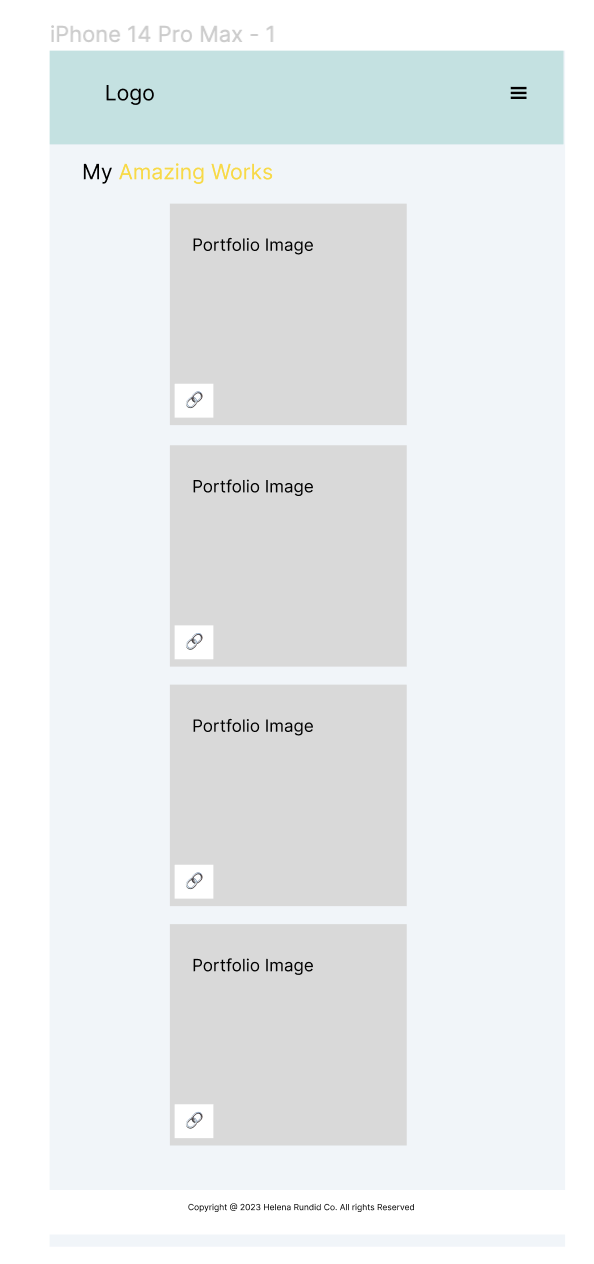 iPhone 14 Pro Max - 1
Logo
My Amazing Works
Portfolio Image
Portfolio Image
Portfolio Image
Portfolio Image
Copyright @ 2023 Helena Rundid Co. All rights Reserved